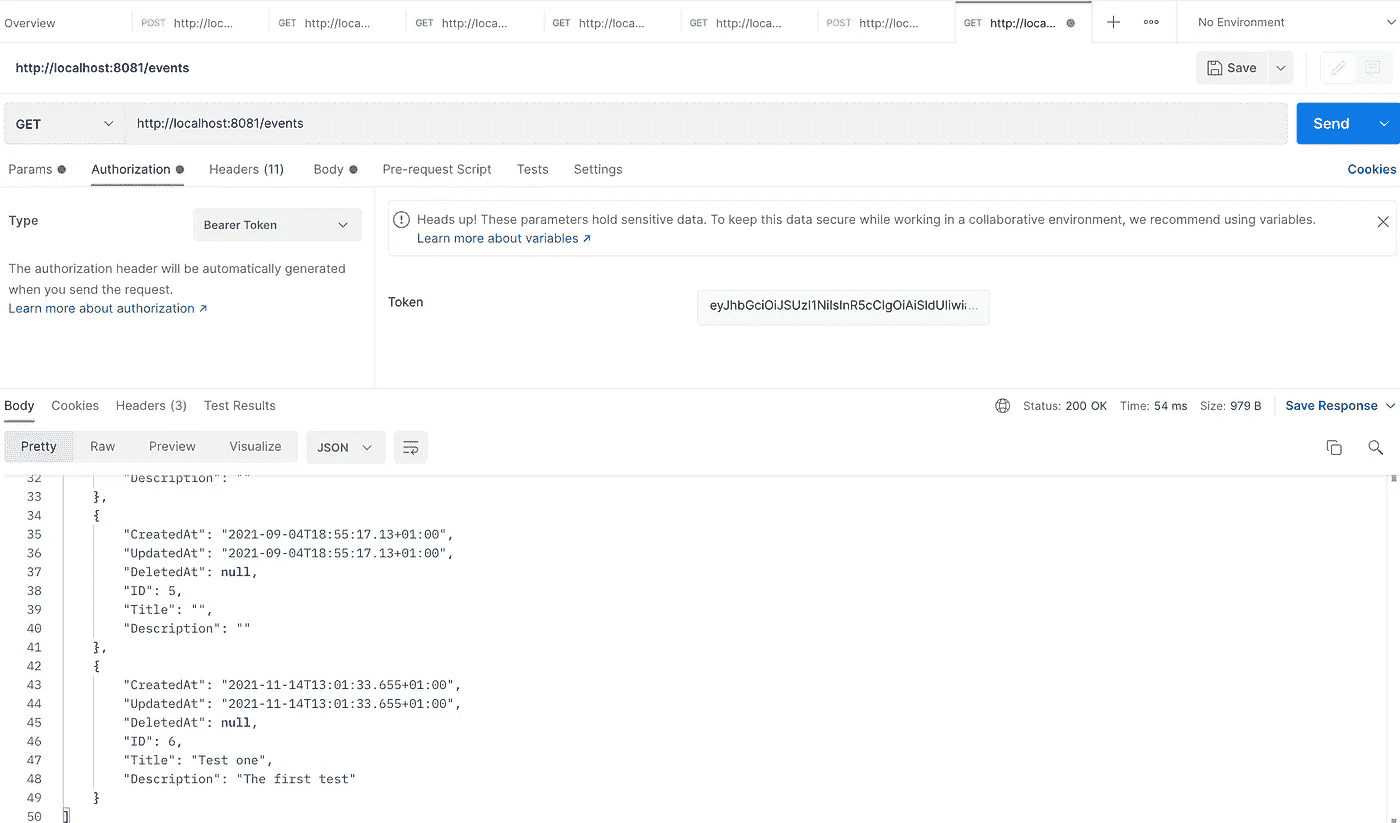 Overview POST http://loc... GET http://loca... GET http://loca... GET http://loca... GET http://loca... POST http://loc... GET http://loca... No Environment
http://localhost:8081/events Save
GET http://localhost:8081/events Send
Params Authorization Headers (11) Body Pre-request Script Tests Settings Cookies
Type Bearer Token
The authorization header will be automatically generated
when you send the request.
Learn more about authorization ↗
Heads up! These parameters hold sensitive data. To keep this data secure while working in a collaborative environment, we recommend using variables.
Learn more about variables ↗
Token
Body Cookies Headers (3) Test Results Status: 200 OK Time: 54 ms Size: 979 B Save Response
Pretty Raw Preview Visualize JSON
32 "Description": ""
33 },
34 {
35 "CreatedAt": "2021-09-04T18:55:17.13+01:00",
36 "UpdatedAt": "2021-09-04T18:55:17.13+01:00",
37 "DeletedAt": null,
38 "ID": 5,
39 "Title": "",
40 "Description": ""
41 },
42 {
43 "CreatedAt": "2021-11-14T13:01:33.655+01:00",
44 "UpdatedAt": "2021-11-14T13:01:33.655+01:00",
45 "DeletedAt": null,
46 "ID": 6,
47 "Title": "Test one",
48 "Description": "The first test"
49 }
50 ]